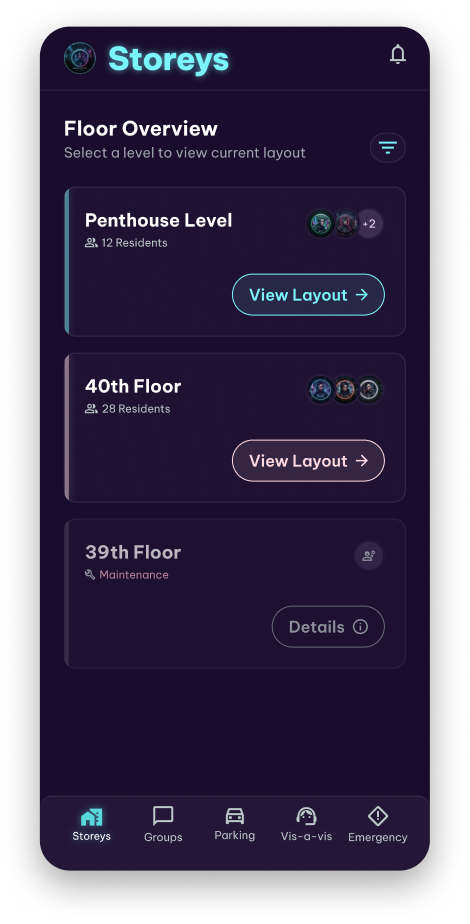 Storeys
Floor Overview
Select a level to view current layout
Penthouse Level
+2
12 Residents
View Layout
40th Floor
28 Residents
View Layout
39th Floor
Maintenance
Details
Storeys
Groups
Parking
Vis-a-vis
Emergency